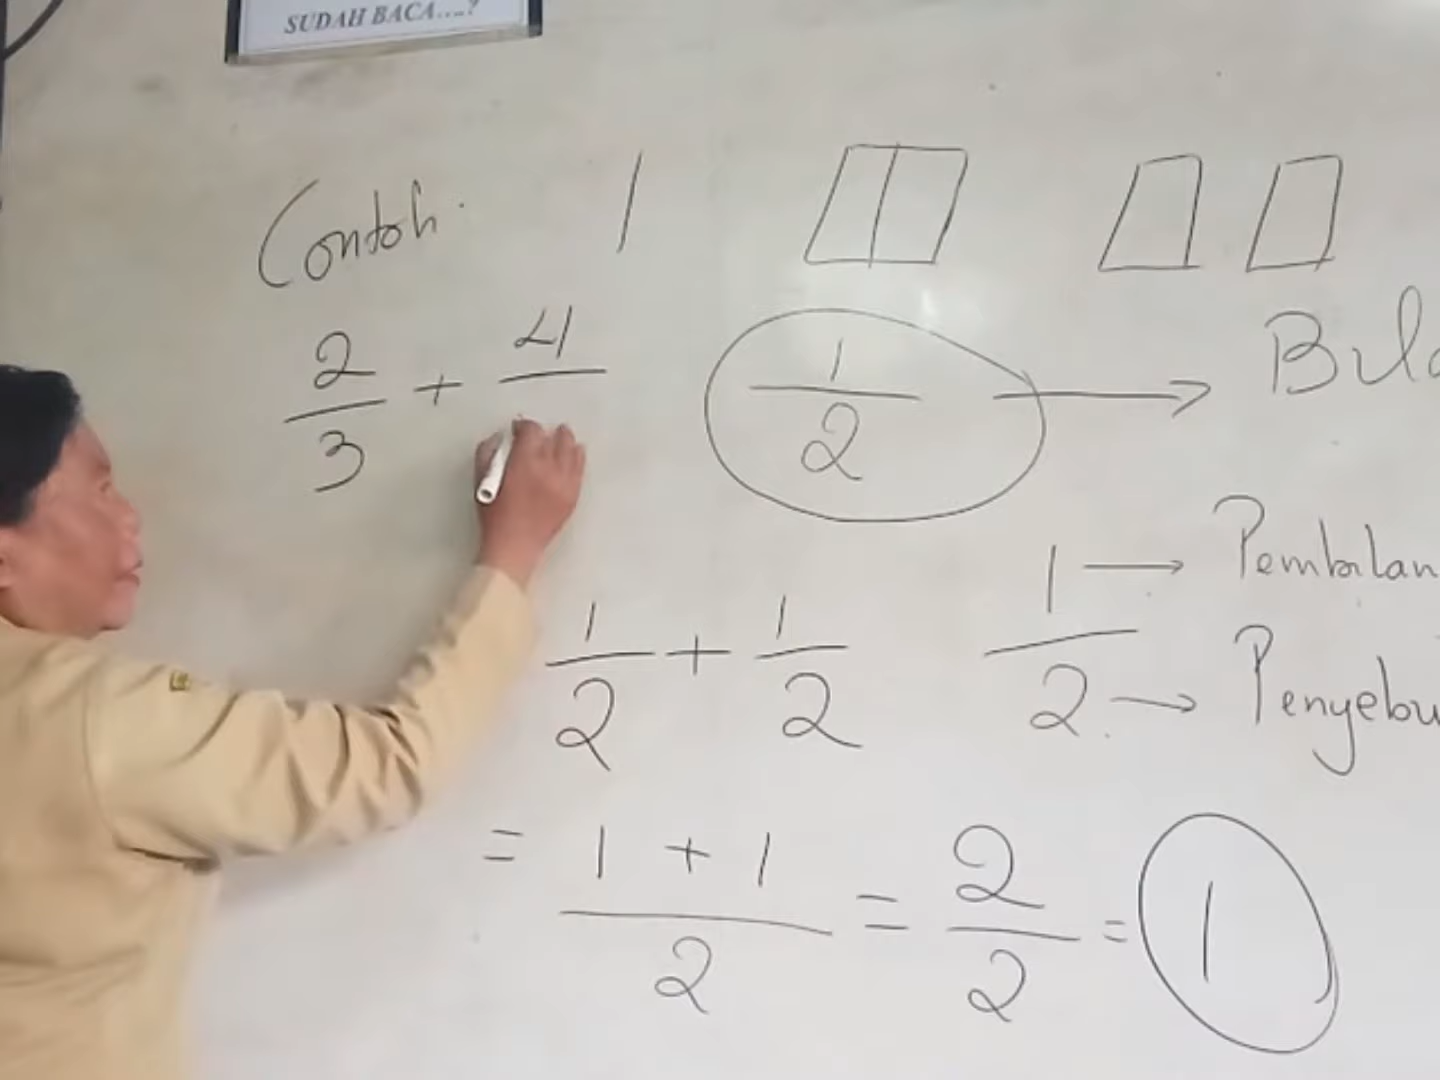 SUDAH BACA....?
Contoh. 1
2/3 + 4/
1/2 → Bila
1/2 + 1/2
1 → Pembilan
2 → Penyebu
= 1 + 1 / 2 = 2/2 = 1